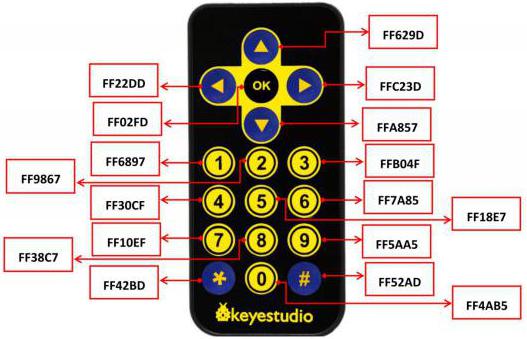 FF629D
FF22DD
OK
FFC23D
FF02FD
FFA857
FF6897
1
2
3
FFB04F
FF9867
FF30CF
4
5
6
FF7A85
FF18E7
FF10EF
7
8
9
FF5AA5
FF38C7
FF42BD
*
0
#
FF52AD
FF4AB5
keyestudio